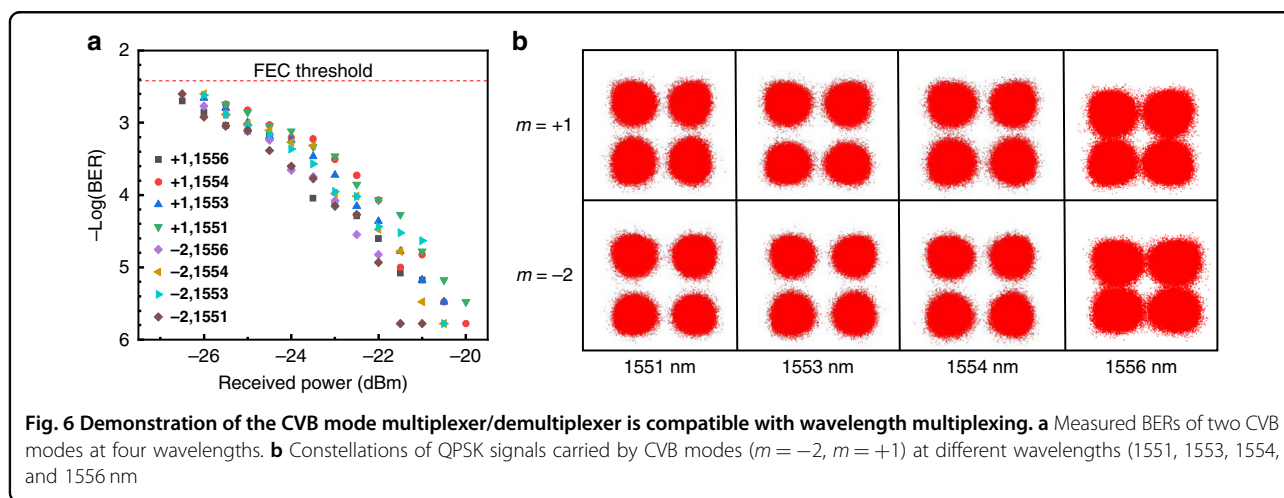 a
2
3
4
5
6
−Log(BER)
FEC threshold
+1,1556
+1,1554
+1,1553
+1,1551
−2,1556
−2,1554
−2,1553
−2,1551
−26 −24 −22 −20
Received power (dBm)
b
m = +1
m = −2
1551 nm 1553 nm 1554 nm 1556 nm
Fig. 6 Demonstration of the CVB mode multiplexer/demultiplexer is compatible with wavelength multiplexing. a Measured BERs of two CVB
modes at four wavelengths. b Constellations of QPSK signals carried by CVB modes (m = −2, m = +1) at different wavelengths (1551, 1553, 1554,
and 1556 nm